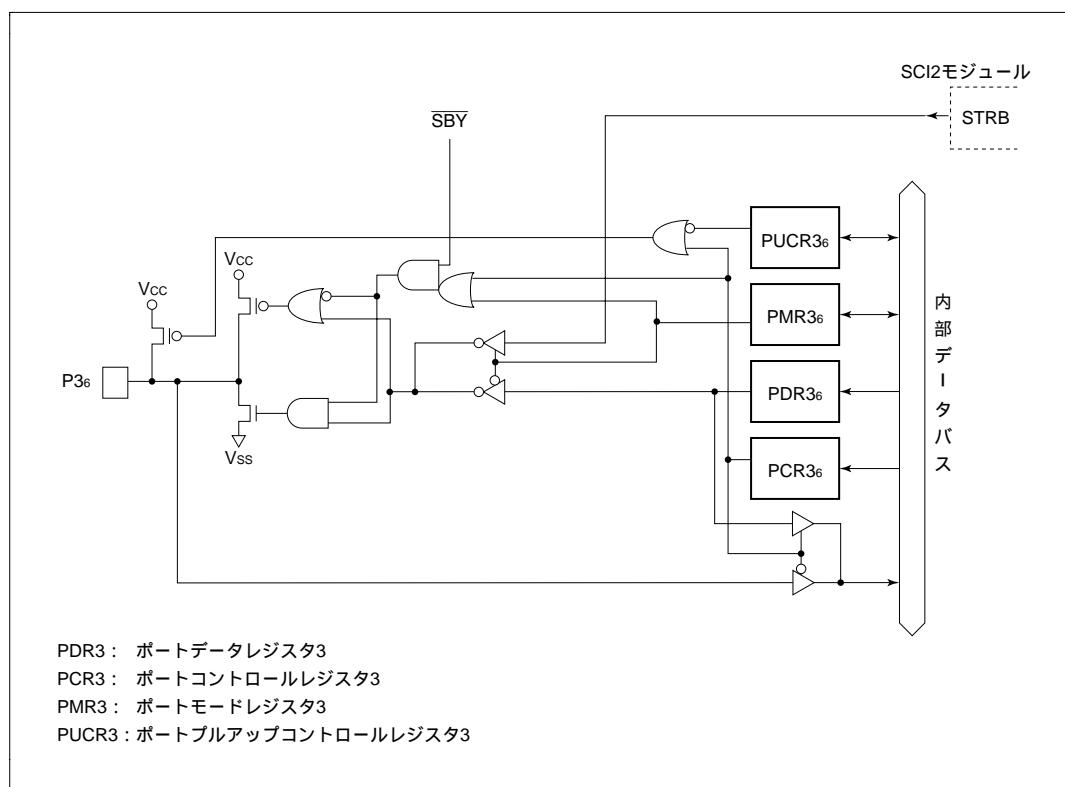 SCI2モジュール
STRB
SBY
PUCR36
PMR36
PDR36
PCR36
内部データバス
VCC
VCC
P36
VSS
PDR3： ポートデータレジスタ3
PCR3： ポートコントロールレジスタ3
PMR3： ポートモードレジスタ3
PUCR3：ポートプルアップコントロールレジスタ3